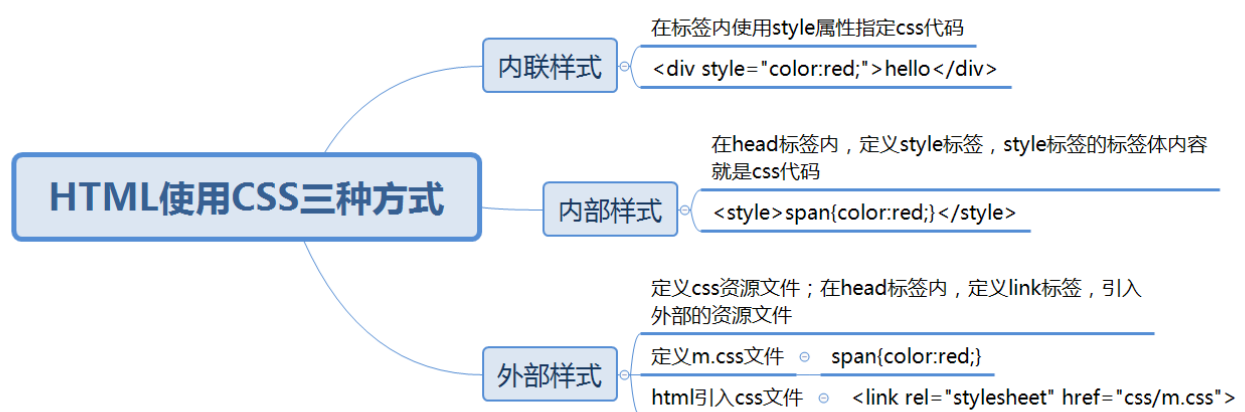 HTML使用CSS三种方式
内联样式
在标签内使用style属性指定css代码
<div style="color:red;">hello</div>
内部样式
在head标签内，定义style标签，style标签的标签体内容
就是css代码
<style>span{color:red;}</style>
外部样式
定义css资源文件；在head标签内，定义link标签，引入
外部的资源文件
定义m.css文件 span{color:red;}
html引入css文件 <link rel="stylesheet" href="css/m.css">